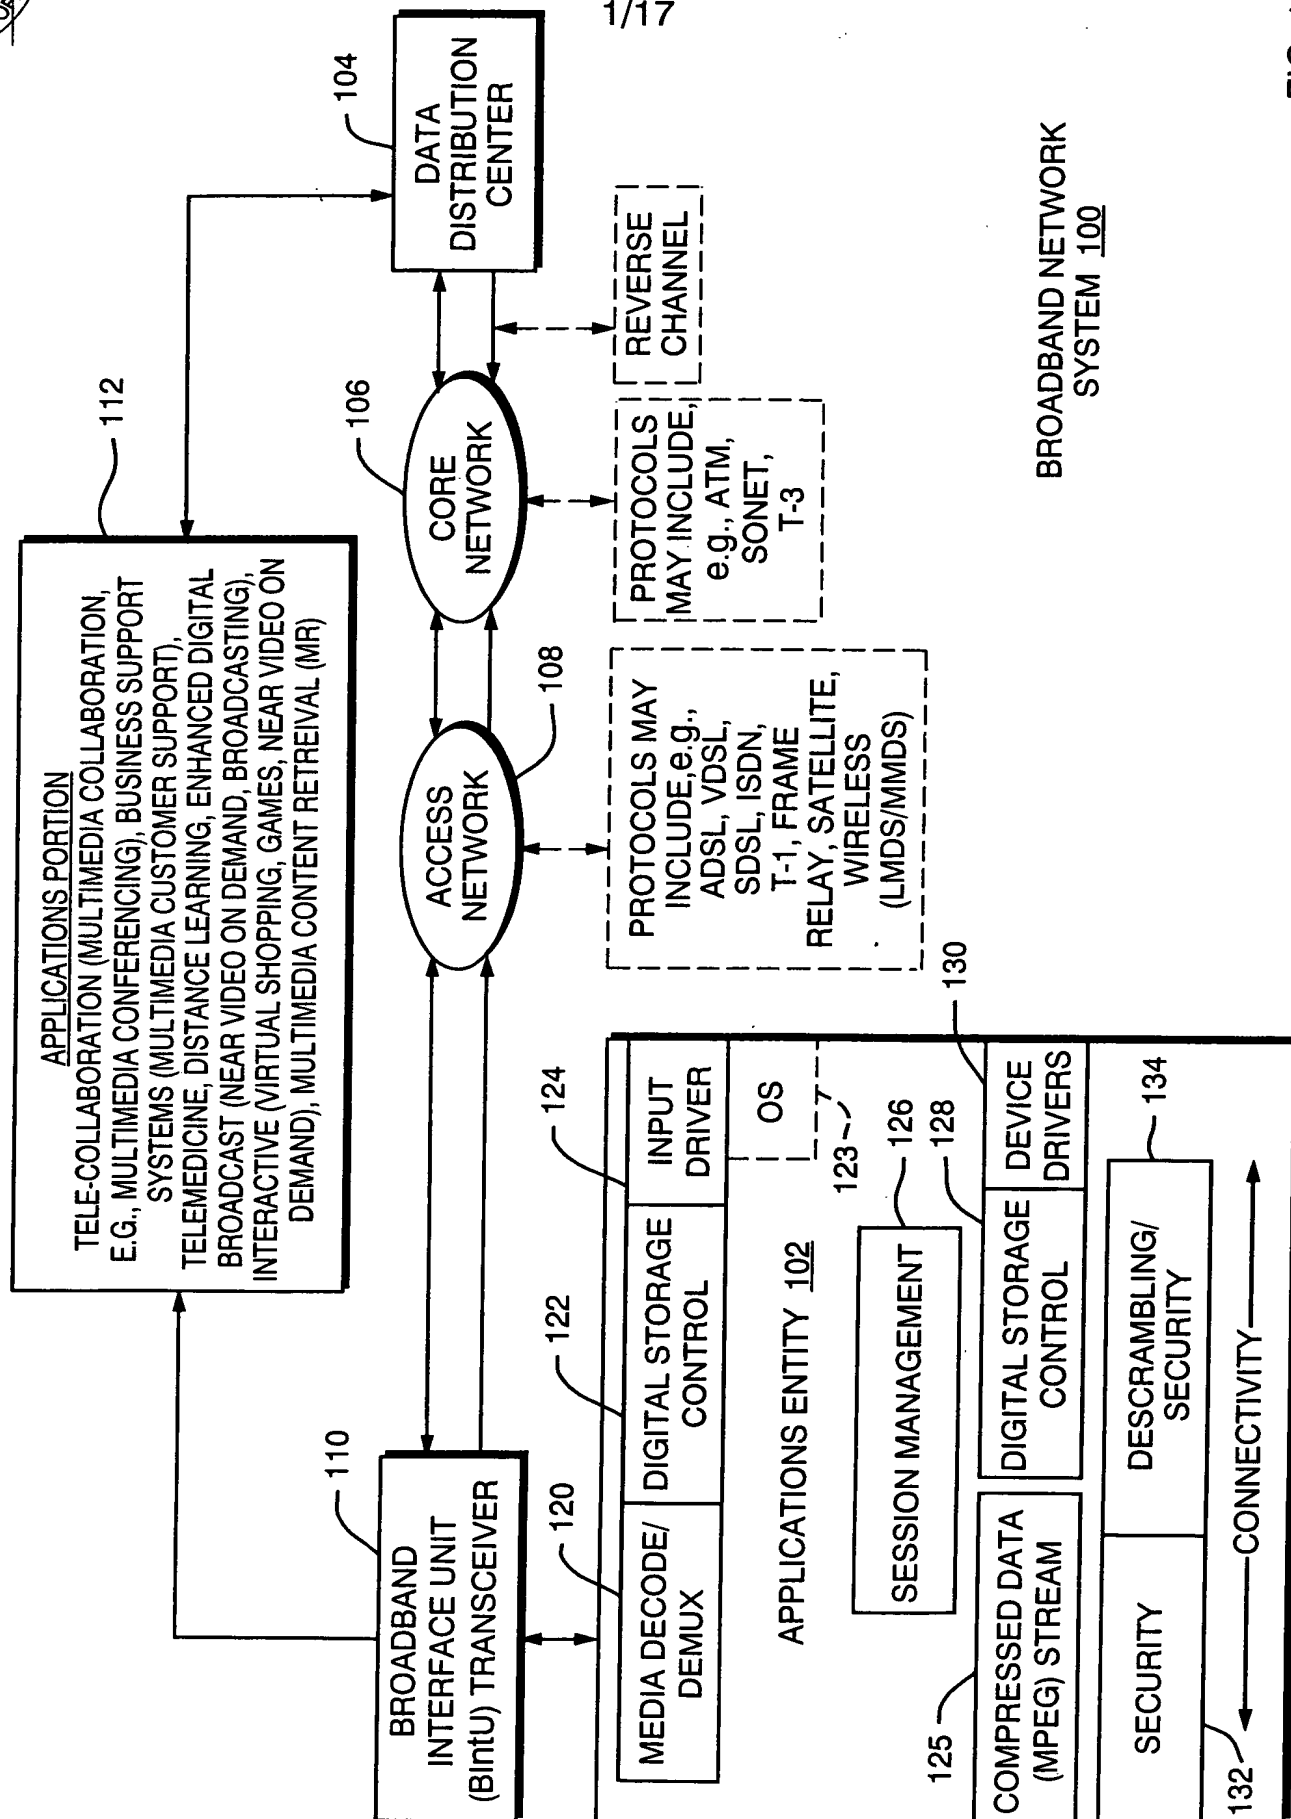 1/17
APPLICATIONS PORTION
TELE-COLLABORATION (MULTIMEDIA COLLABORATION,
E.G., MULTIMEDIA CONFERENCING), BUSINESS SUPPORT
SYSTEMS (MULTIMEDIA CUSTOMER SUPPORT),
TELEMEDICINE, DISTANCE LEARNING, ENHANCED DIGITAL
BROADCAST (NEAR VIDEO ON DEMAND, BROADCASTING),
INTERACTIVE (VIRTUAL SHOPPING, GAMES, NEAR VIDEO ON
DEMAND), MULTIMEDIA CONTENT RETREIVAL (MR)
112
110
BROADBAND
INTERFACE UNIT
(BIntU) TRANSCEIVER
ACCESS
NETWORK
108
CORE
NETWORK
106
DATA
DISTRIBUTION
CENTER
104
PROTOCOLS MAY
INCLUDE,e.g.,
ADSL, VDSL,
SDSL, ISDN,
T-1, FRAME
RELAY, SATELLITE,
WIRELESS
(LMDS/MMDS)
PROTOCOLS
MAY INCLUDE,
e.g., ATM,
SONET,
T-3
REVERSE
CHANNEL
120
122
124
MEDIA DECODE/
DEMUX
DIGITAL STORAGE
CONTROL
INPUT
DRIVER
OS
123
APPLICATIONS ENTITY 102
SESSION MANAGEMENT
126
125
COMPRESSED DATA
(MPEG) STREAM
128
DIGITAL STORAGE
CONTROL
130
DEVICE
DRIVERS
SECURITY
132
DESCRAMBLING/
SECURITY
134
CONNECTIVITY
BROADBAND NETWORK
SYSTEM 100